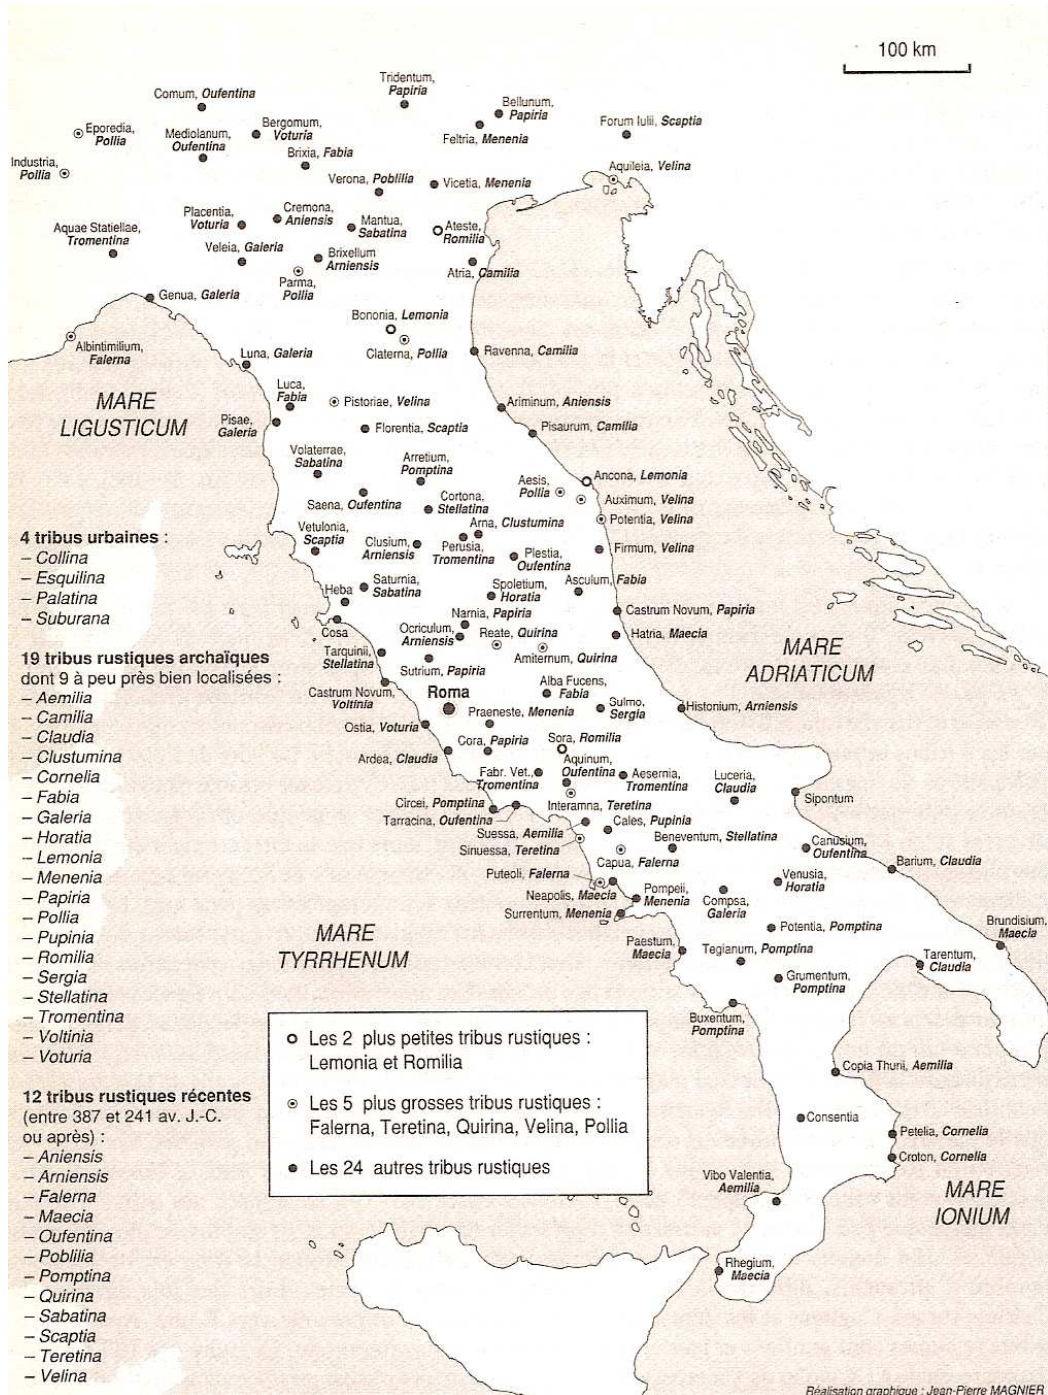 100 km
Tridentum,
Papiria
Comum, Oufentina
Bellunum,
Papiria
Eporedia,
Pollia
Mediolanum,
Oufentina
Bergomum,
Voturia
Feltria, Menenia
Forum Iulii, Scaptia
Industria,
Pollia
Brixia, Fabia
Verona, Poblilia
Vicetia, Menenia
Aquileia, Velina
Aquae Statiellae,
Tromentina
Placentia,
Voturia
Cremona,
Aniensis
Mantua,
Sabatina
Ateste,
Romilia
Veleia, Galeria
Brixellum
Arniensis
Parma,
Pollia
Atria, Camilia
Genua, Galeria
Bononia, Lemonia
Albintimilium,
Falerna
Claterna, Pollia
Luna, Galeria
Ravenna, Camilia
MARE
LIGUSTICUM
Luca,
Fabia
Pistoriae, Velina
Ariminum, Aniensis
Pisae,
Galeria
Florentia, Scaptia
Pisaurum, Camilia
Volaterrae,
Sabatina
Arretium,
Pomptina
Aesis,
Pollia
Ancona, Lemonia
Saena, Oufentina
Cortona,
Stellatina
Auximum, Velina
Potentia, Velina
Vetulonia,
Scaptia
Clusium,
Arniensis
Arna, Clustumina
Perusia,
Tromentina
Plestia,
Oufentina
Firmum, Velina
Heba
Saturnia,
Sabatina
Spoletium,
Horatia
Asculum, Fabia
Cosa
Narnia, Papiria
Castrum Novum, Papiria
Ocriculum,
Arniensis
Reate, Quirina
Hatria, Maecia
Tarquinii,
Stellatina
Sutrium, Papiria
Amiternum, Quirina
MARE
ADRIATICUM
Castrum Novum,
Voltinia
Roma
Alba Fucens,
Fabia
Sulmo,
Sergia
Histonium, Arniensis
Ostia, Voturia
Praeneste, Menenia
Ardea, Claudia
Cora, Papiria
Sora, Romilia
Fabr. Vet.,
Tromentina
Aquinum,
Oufentina
Aesernia,
Tromentina
Luceria,
Claudia
Sipontum
Circei, Pomptina
Tarracina, Oufentina
Interamna, Teretina
Suessa, Aemilia
Cales, Pupinia
Sinuessa, Teretina
Beneventum, Stellatina
Canusium,
Oufentina
Capua, Falerna
Barium, Claudia
Puteoli, Falerna
Venusia,
Horatia
Neapolis, Maecia
Pompeii,
Menenia
Compsa,
Galeria
Surrentum, Menenia
Potentia, Pomptina
Brundisium,
Maecia
MARE
TYRRHENUM
Paestum,
Maecia
Tegianum, Pomptina
Tarentum,
Claudia
Grumentum,
Pomptina
Buxentum,
Pomptina
Copia Thurii, Aemilia
Consentia
Petelia, Cornelia
Croton, Cornelia
Vibo Valentia,
Aemilia
MARE
IONIUM
Rhegium,
Maecia
4 tribus urbaines :
– Collina
– Esquilina
– Palatina
– Suburana
19 tribus rustiques archaïques
dont 9 à peu près bien localisées :
– Aemilia
– Camilia
– Claudia
– Clustumina
– Cornelia
– Fabia
– Galeria
– Horatia
– Lemonia
– Menenia
– Papiria
– Pollia
– Pupinia
– Romilia
– Sergia
– Stellatina
– Tromentina
– Voltinia
– Voturia
12 tribus rustiques récentes
(entre 387 et 241 av. J.-C.
ou après) :
– Aniensis
– Arniensis
– Falerna
– Maecia
– Oufentina
– Poblilia
– Pomptina
– Quirina
– Sabatina
– Scaptia
– Teretina
– Velina
Les 2 plus petites tribus rustiques :
Lemonia et Romilia
Les 5 plus grosses tribus rustiques :
Falerna, Teretina, Quirina, Velina, Pollia
Les 24 autres tribus rustiques
Réalisation graphique : Jean-Pierre MAGNIER